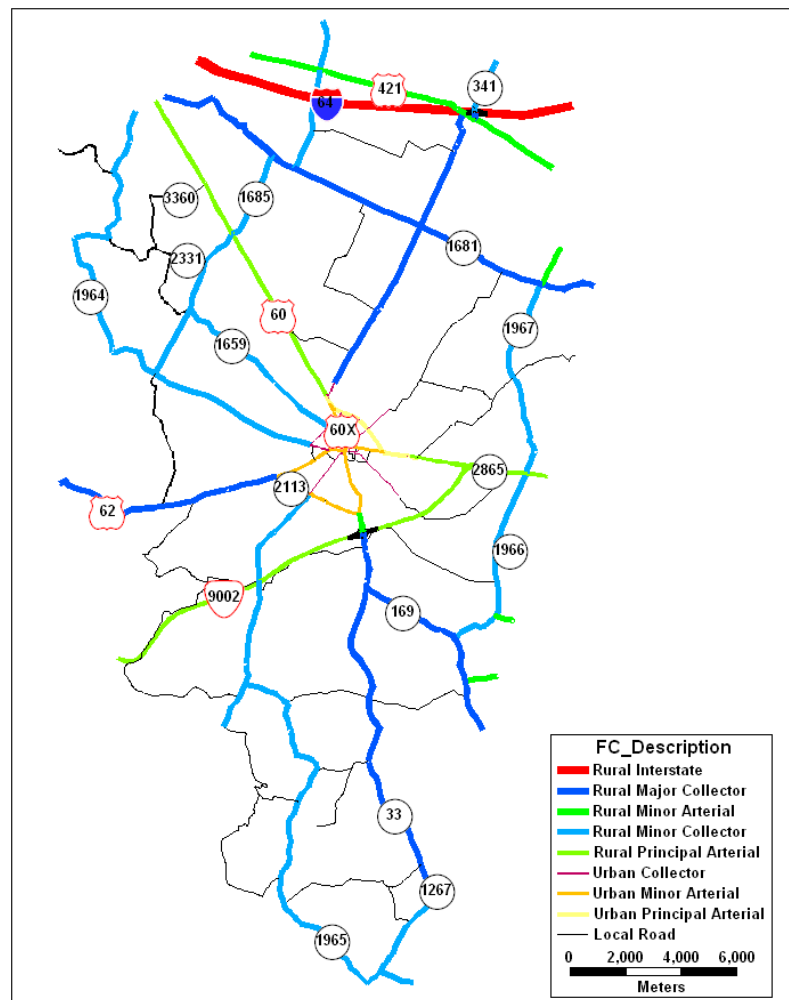 341
421
64
3360
1685
2331
1681
1964
60
1967
1659
60X
2865
2113
62
1966
9002
169
33
1267
1965
FC_Description
Rural Interstate
Rural Major Collector
Rural Minor Arterial
Rural Minor Collector
Rural Principal Arterial
Urban Collector
Urban Minor Arterial
Urban Principal Arterial
Local Road
0 2,000 4,000 6,000
Meters